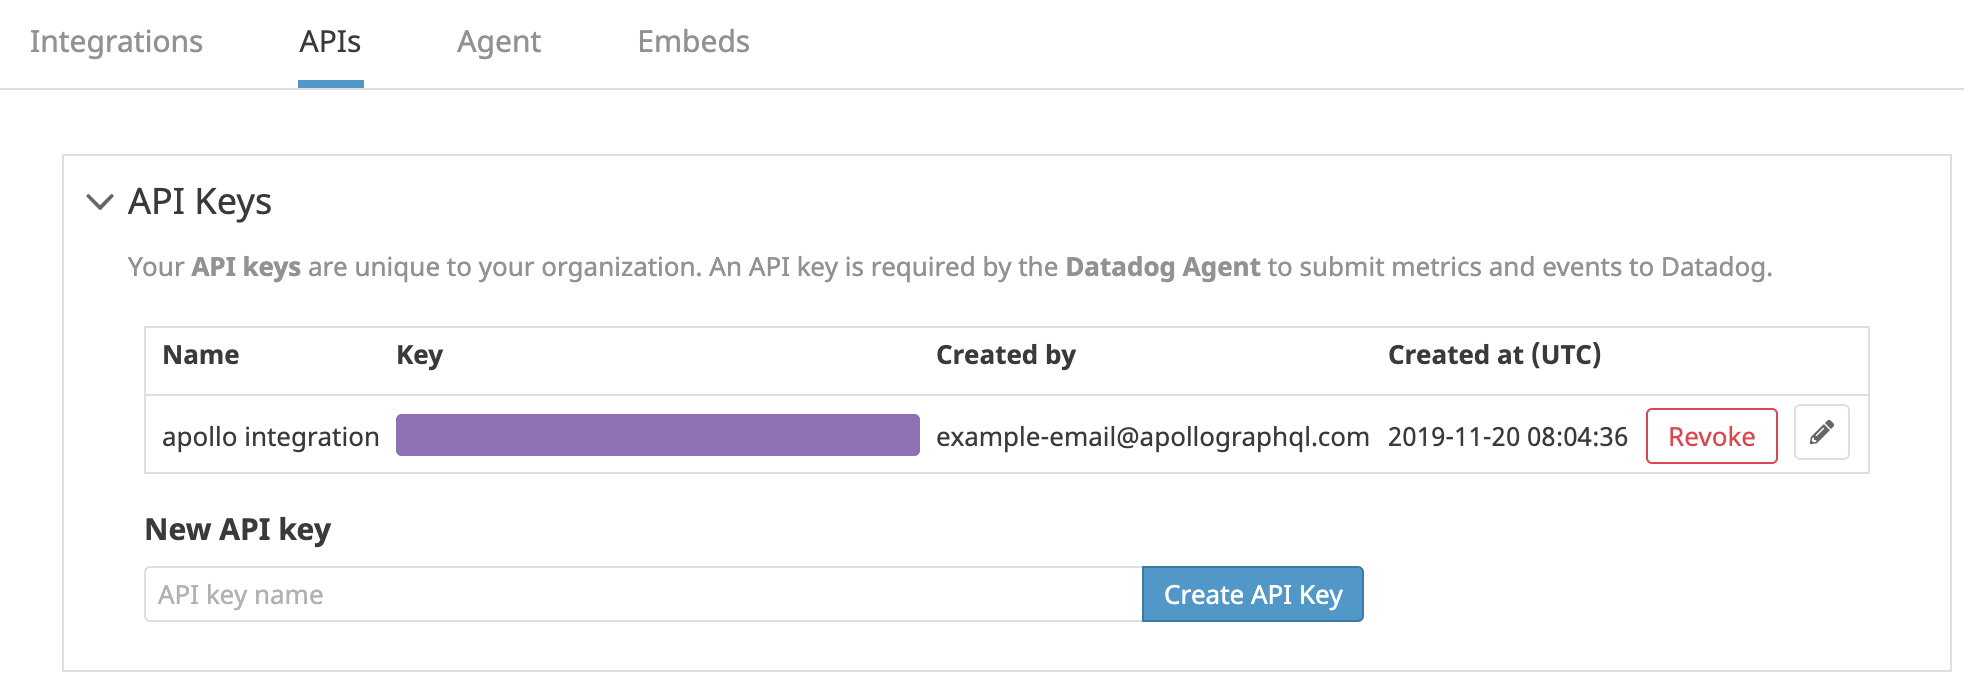 Integrations APIs Agent Embeds
API Keys
Your API keys are unique to your organization. An API key is required by the Datadog Agent to submit metrics and events to Datadog.
Name Key Created by Created at (UTC)
apollo integration example-email@apollographql.com 2019-11-20 08:04:36 Revoke
New API key
API key name Create API Key